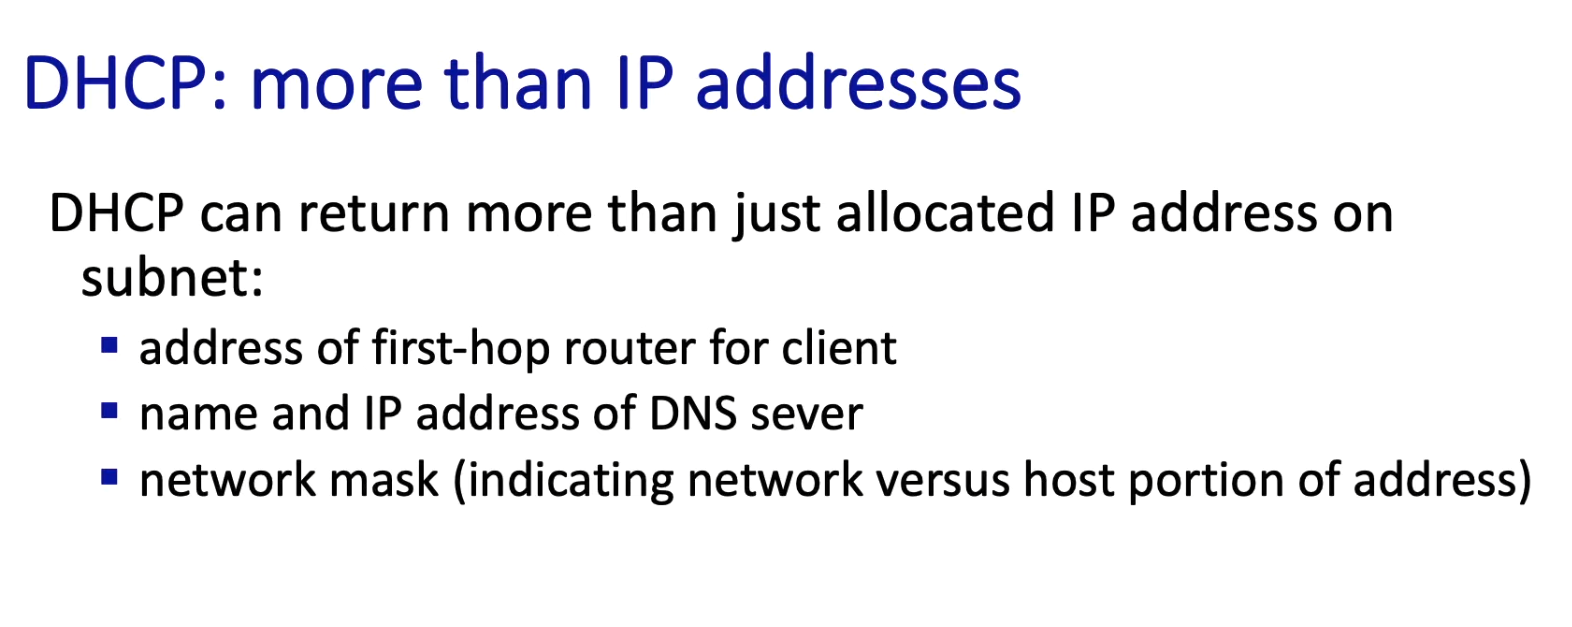 DHCP: more than IP addresses
DHCP can return more than just allocated IP address on
subnet:
▪ address of first-hop router for client
▪ name and IP address of DNS sever
▪ network mask (indicating network versus host portion of address)